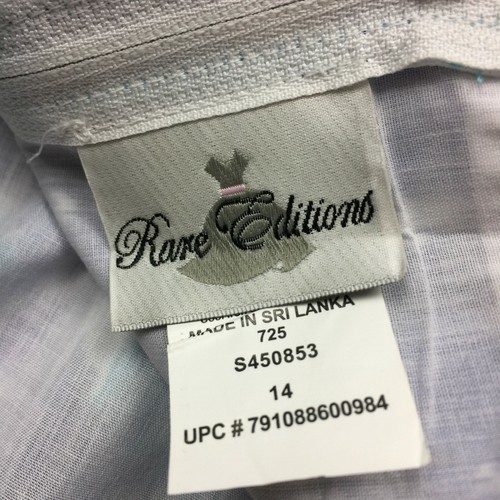 Rare Editions
MADE IN SRI LANKA
725
S450853
14
UPC # 791088600984